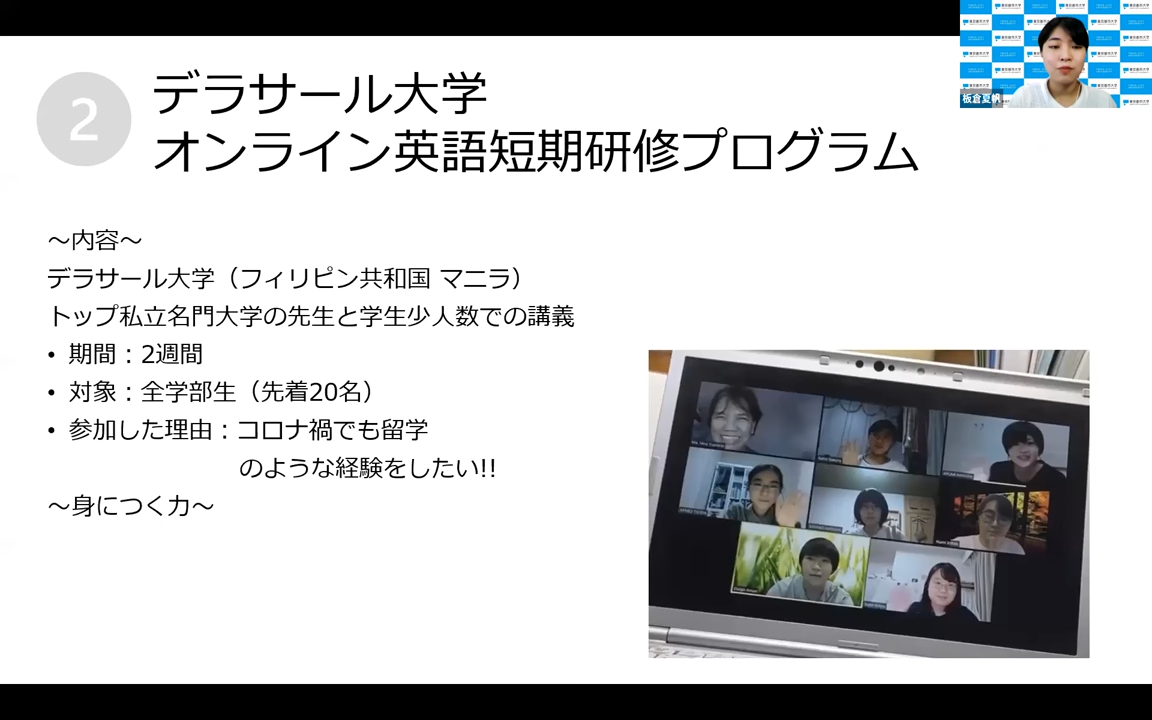 2
デラサール大学
オンライン英語短期研修プログラム
板倉夏帆
～内容～
デラサール大学（フィリピン共和国 マニラ）
トップ私立名門大学の先生と学生少人数での講義
• 期間：2週間
• 対象：全学部生（先着20名）
• 参加した理由：コロナ禍でも留学
のような経験をしたい!!
～身につく力～